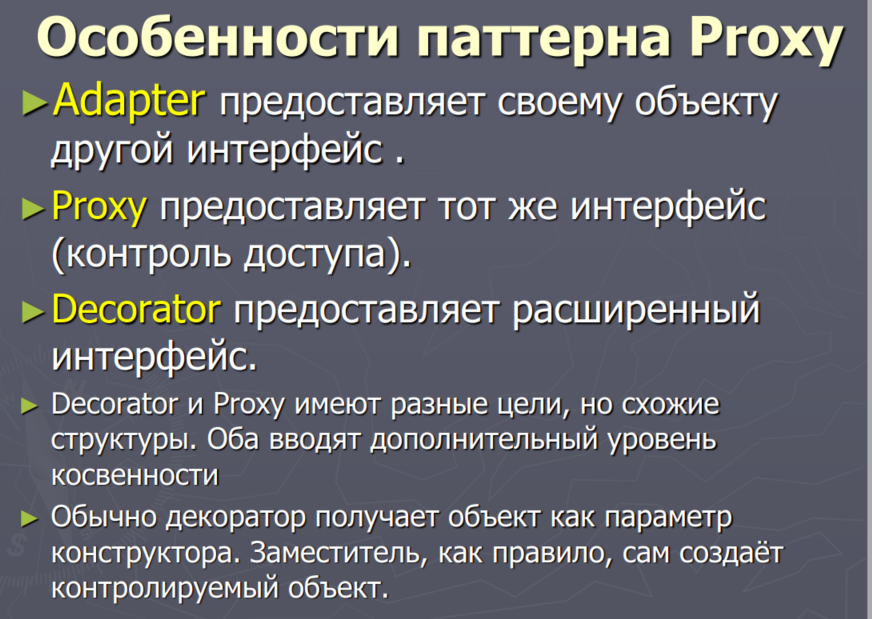 Особенности паттерна Proxy
►Adapter предоставляет своему объекту
другой интерфейс .
►Proxy предоставляет тот же интерфейс
(контроль доступа).
►Decorator предоставляет расширенный
интерфейс.
► Decorator и Proxy имеют разные цели, но схожие
структуры. Оба вводят дополнительный уровень
косвенности
► Обычно декоратор получает объект как параметр
конструктора. Заместитель, как правило, сам создаёт
контролируемый объект.
S